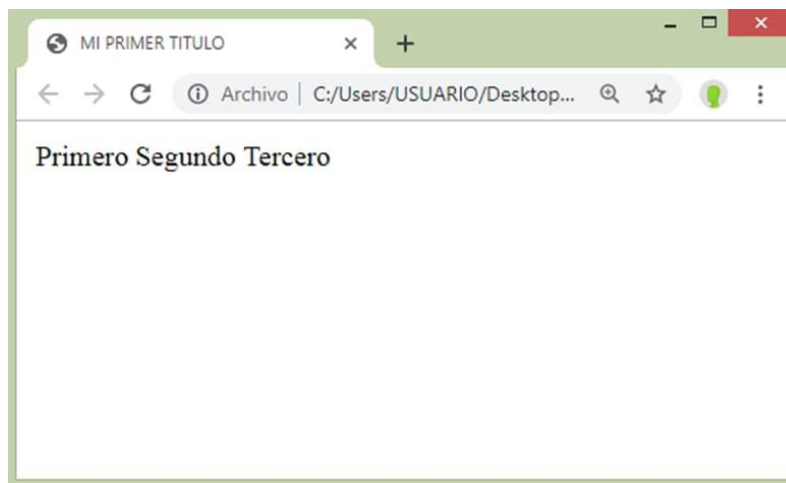 MI PRIMER TITULO
Archivo | C:/Users/USUARIO/Desktop...
Primero Segundo Tercero